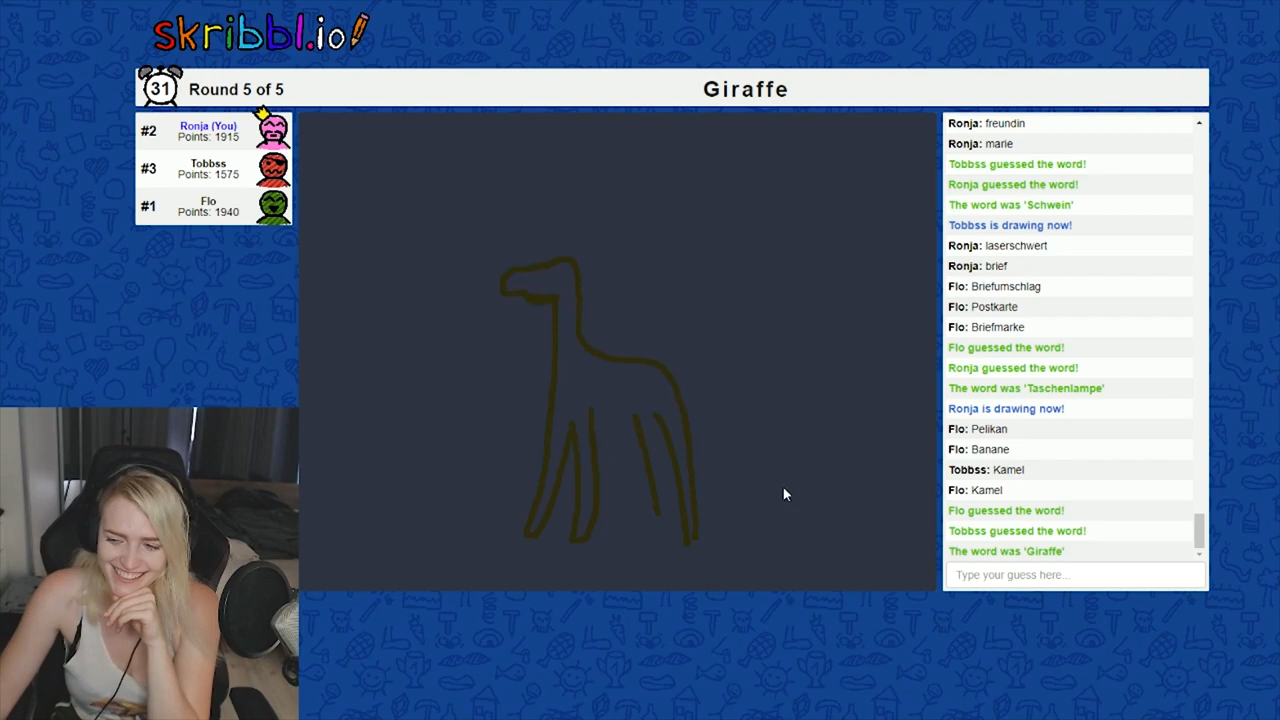 skribbl.io
31
Round 5 of 5
Giraffe
#2
Ronja (You)
Points: 1915
#3
Tobbss
Points: 1575
#1
Flo
Points: 1940
Ronja: freundin
Ronja: marie
Tobbss guessed the word!
Ronja guessed the word!
The word was 'Schwein'
Tobbss is drawing now!
Ronja: laserschwert
Ronja: brief
Flo: Briefumschlag
Flo: Postkarte
Flo: Briefmarke
Flo guessed the word!
Ronja guessed the word!
The word was 'Taschenlampe'
Ronja is drawing now!
Flo: Pelikan
Flo: Banane
Tobbss: Kamel
Flo: Kamel
Flo guessed the word!
Tobbss guessed the word!
The word was 'Giraffe'
Type your guess here...